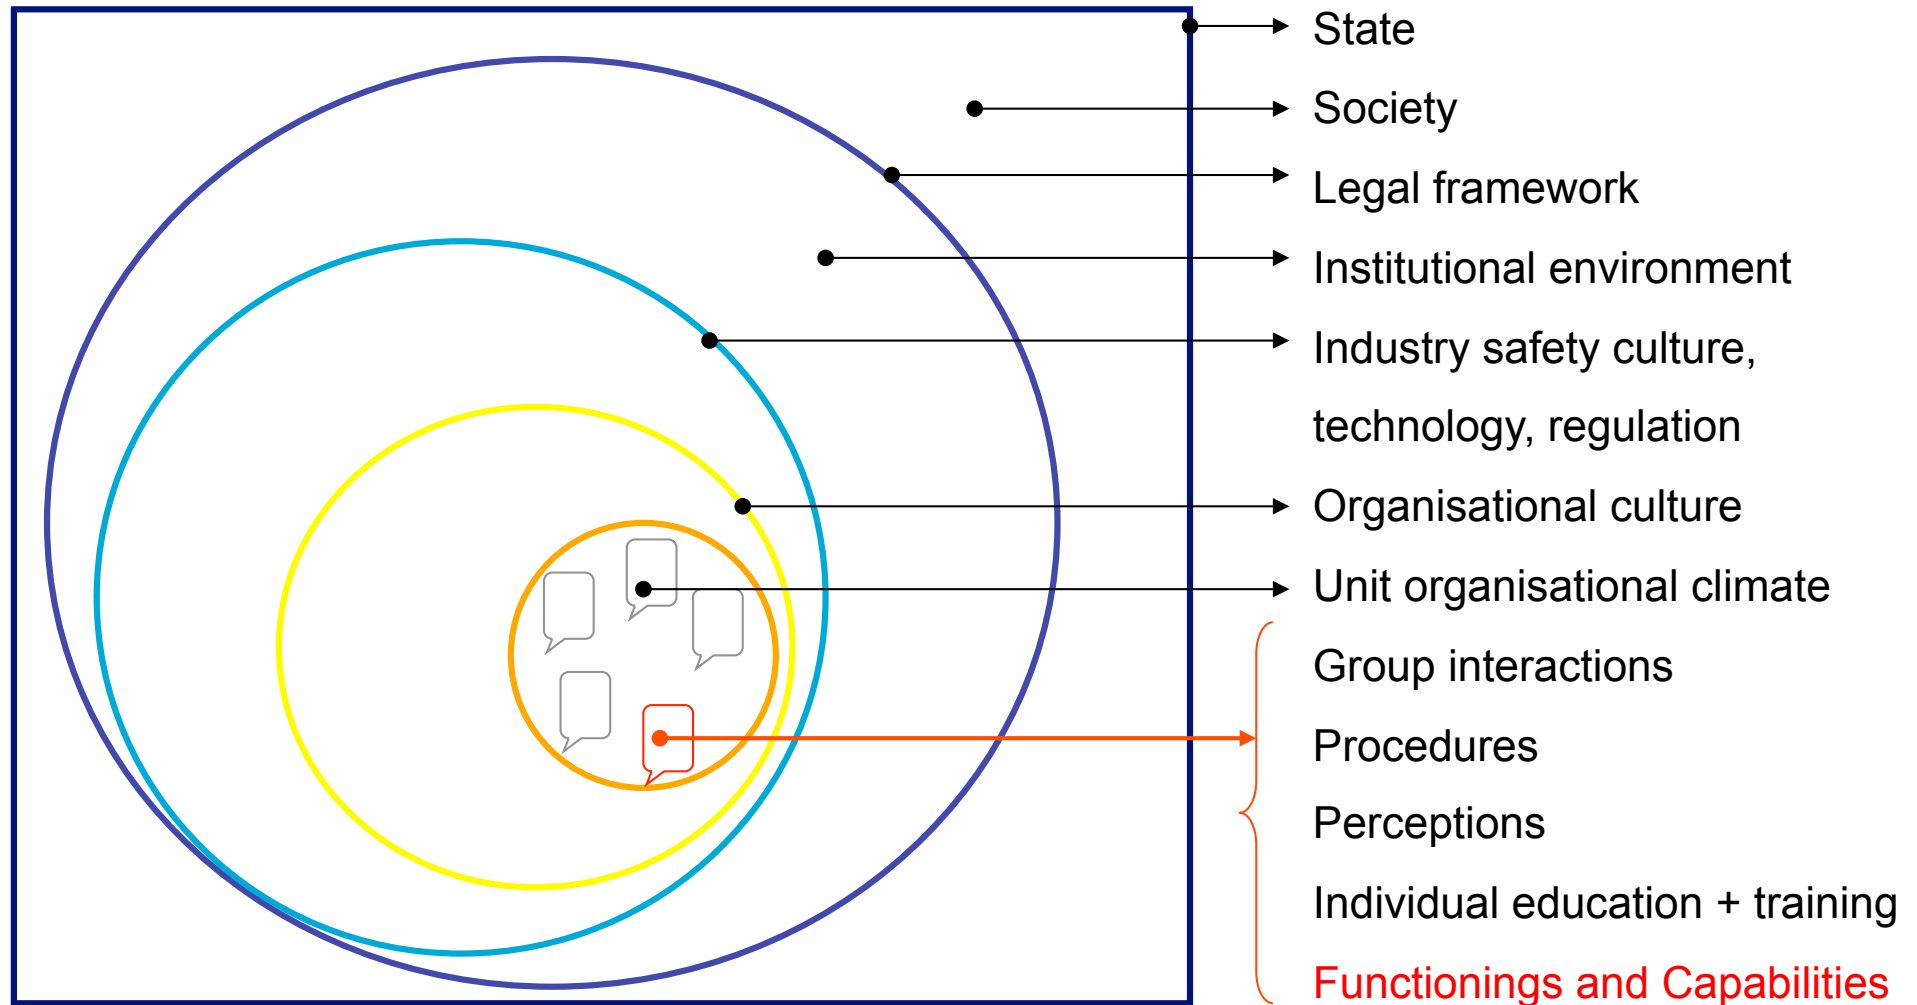 State
Society
Legal framework
Institutional environment
Industry safety culture,
technology, regulation
Organisational culture
Unit organisational climate
Group interactions
Procedures
Perceptions
Individual education + training
Functionings and Capabilities